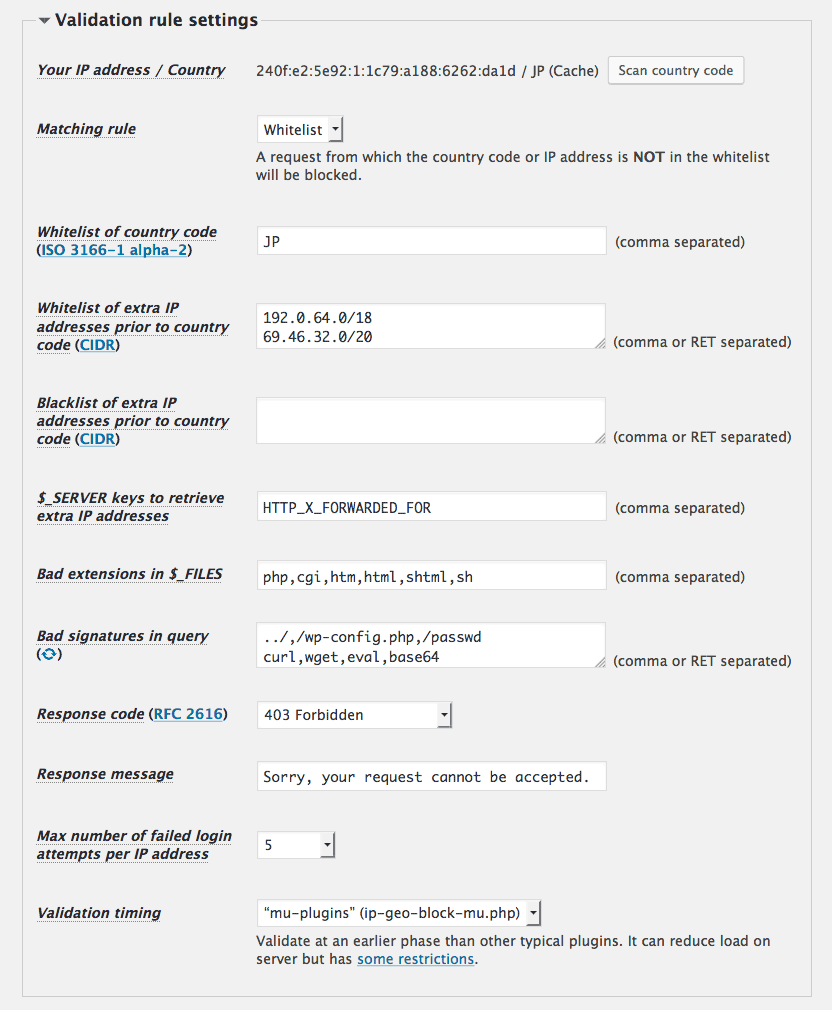 Validation rule settings
Your IP address / Country
240f:e2:5e92:1:1c79:a188:6262:da1d / JP (Cache)
Scan country code
Matching rule
Whitelist
A request from which the country code or IP address is NOT in the whitelist
will be blocked.
Whitelist of country code
(ISO 3166-1 alpha-2)
JP
(comma separated)
Whitelist of extra IP
addresses prior to country
code (CIDR)
192.0.64.0/18
69.46.32.0/20
(comma or RET separated)
Blacklist of extra IP
addresses prior to country
code (CIDR)
(comma or RET separated)
$_SERVER keys to retrieve
extra IP addresses
HTTP_X_FORWARDED_FOR
(comma separated)
Bad extensions in $_FILES
php,cgi,htm,html,shtml,sh
(comma separated)
Bad signatures in query
()
../,/wp-config.php,/passwd
curl,wget,eval,base64
(comma or RET separated)
Response code (RFC 2616)
403 Forbidden
Response message
Sorry, your request cannot be accepted.
Max number of failed login
attempts per IP address
5
Validation timing
“mu-plugins” (ip-geo-block-mu.php)
Validate at an earlier phase than other typical plugins. It can reduce load on
server but has some restrictions.